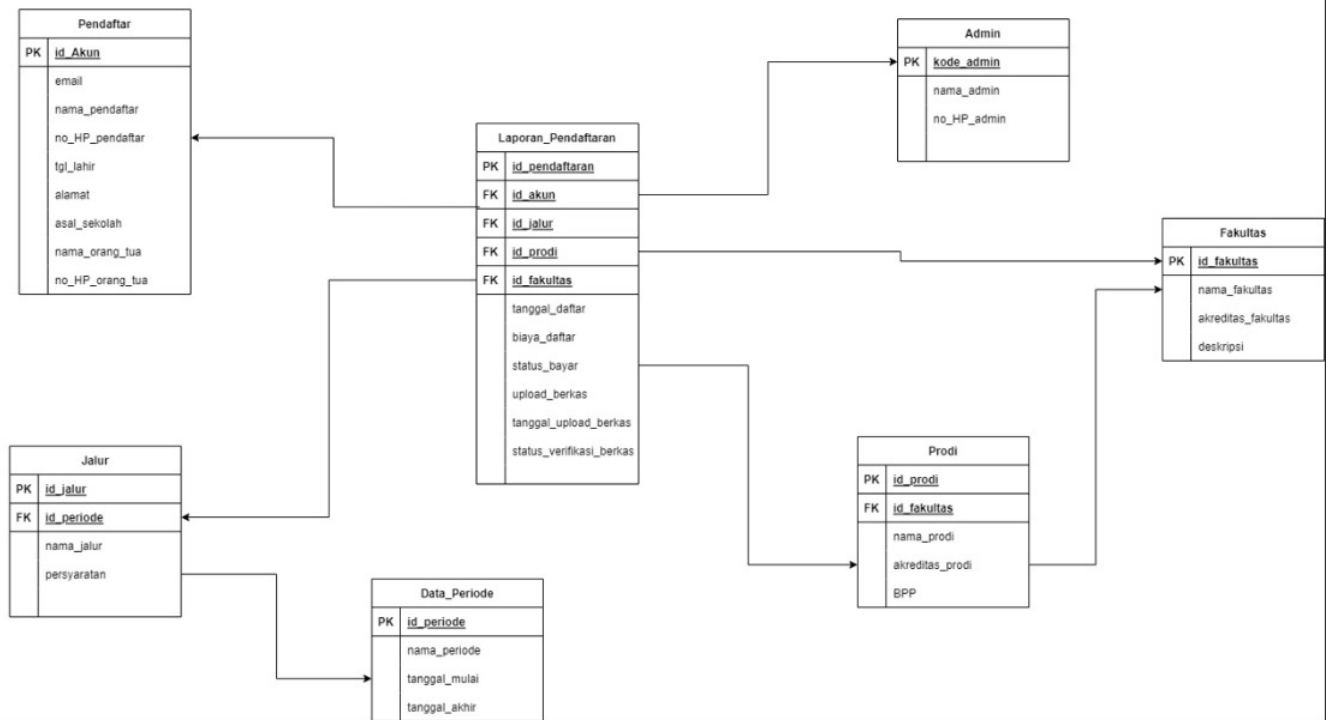 Pendaftar
PK id_Akun
email
nama_pendaftar
no_HP_pendaftar
tgl_lahir
alamat
asal_sekolah
nama_orang_tua
no_HP_orang_tua
Laporan_Pendaftaran
PK id_pendaftaran
FK id_akun
FK id_jalur
FK id_prodi
FK id_fakultas
tanggal_daftar
biaya_daftar
status_bayar
upload_berkas
tanggal_upload_berkas
status_verifikasi_berkas
Admin
PK kode_admin
nama_admin
no_HP_admin
Fakultas
PK id_fakultas
nama_fakultas
akreditas_fakultas
deskripsi
Jalur
PK id_jalur
FK id_periode
nama_jalur
persyaratan
Data_Periode
PK id_periode
nama_periode
tanggal_mulai
tanggal_akhir
Prodi
PK id_prodi
FK id_fakultas
nama_prodi
akreditas_prodi
BPP